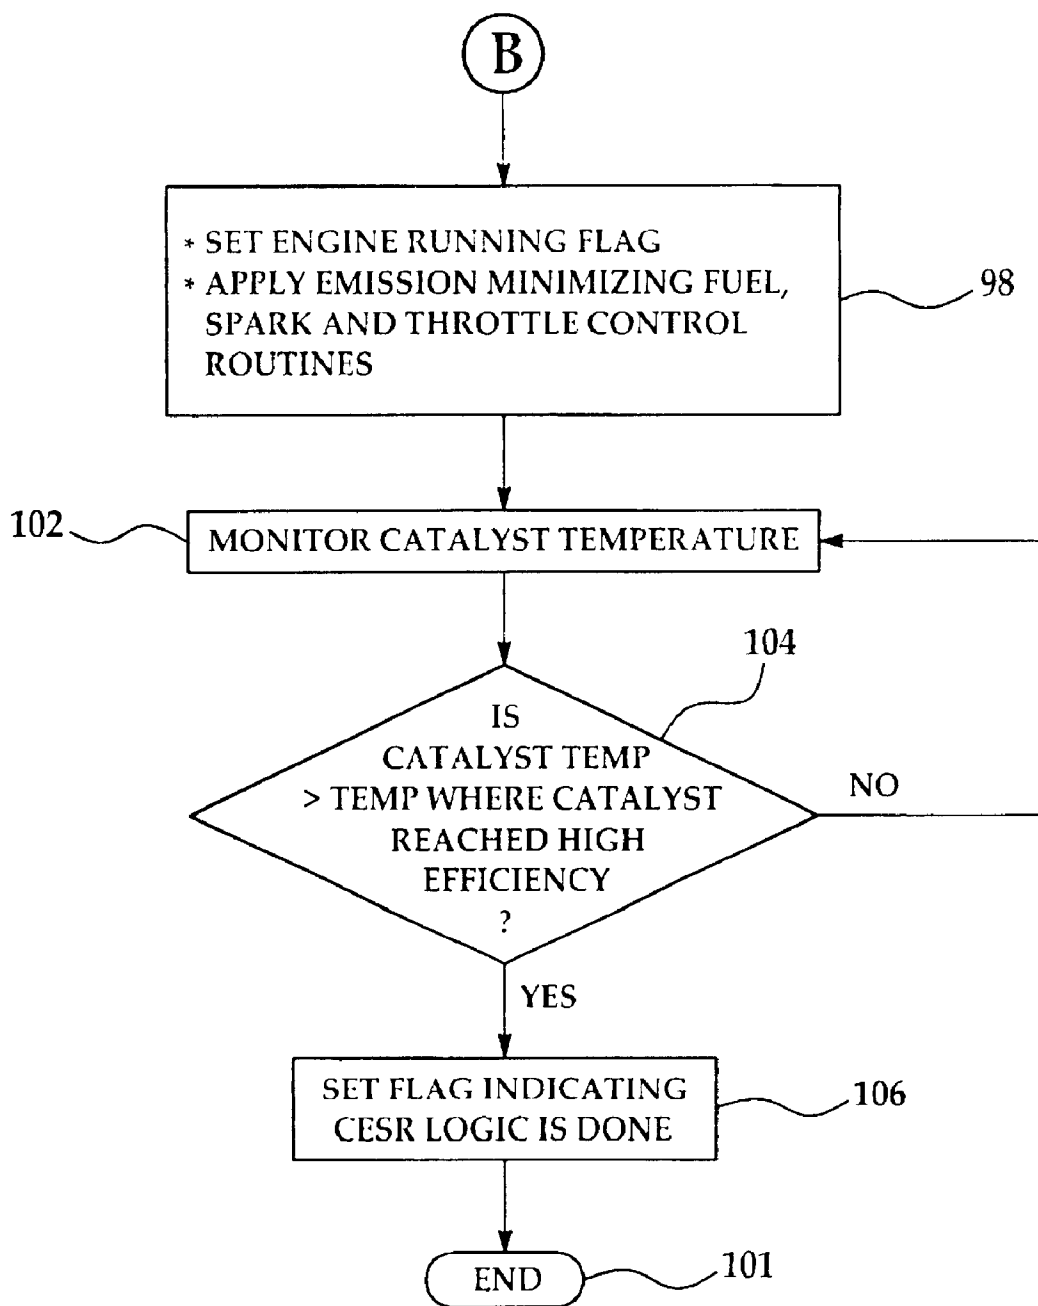 B
* SET ENGINE RUNNING FLAG
* APPLY EMISSION MINIMIZING FUEL,
SPARK AND THROTTLE CONTROL
ROUTINES
98
102
MONITOR CATALYST TEMPERATURE
104
IS
CATALYST TEMP
> TEMP WHERE CATALYST
REACHED HIGH
EFFICIENCY
?
NO
YES
SET FLAG INDICATING
CESR LOGIC IS DONE
106
END
101